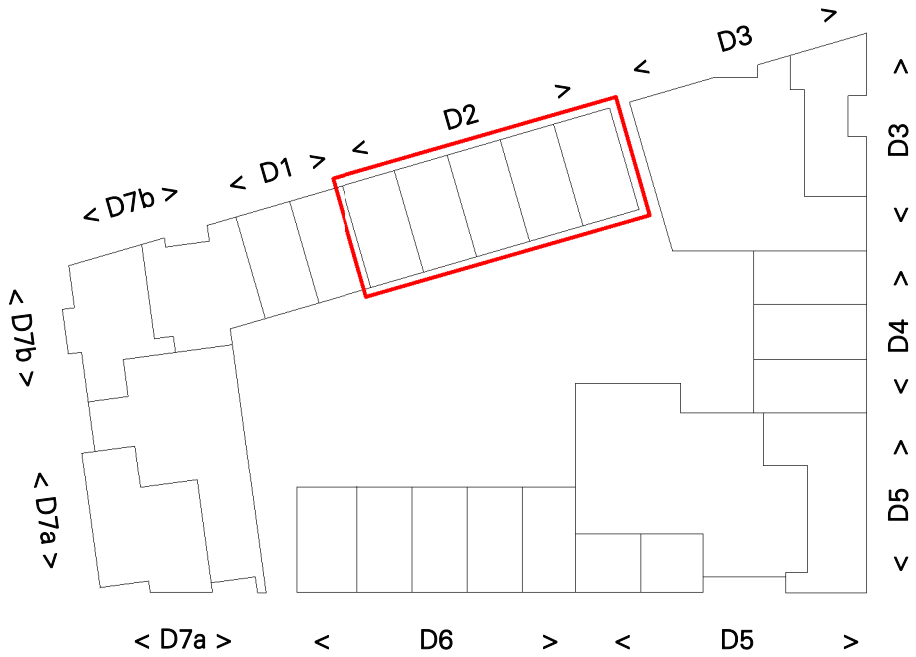 D3 >
<
< D2 >
< D1 >
< D7b >
< D3 >
< D7b >
< D4 >
< D7a >
< D5 >
< D7a >
< D6 >
< D5 >